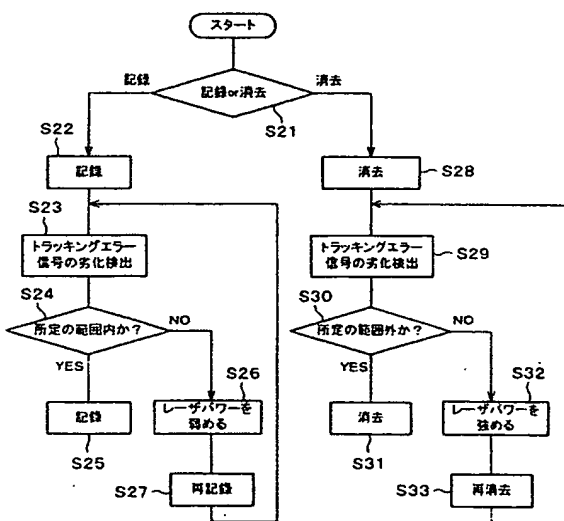 スタート
記録
消去
記録or消去
S21
S22
記録
消去
S28
S23
トラッキングエラー
信号の劣化検出
トラッキングエラー
信号の劣化検出
S29
S24
所定の範囲内か?
NO
YES
S30
所定の範囲外か?
NO
YES
S26
レーザパワーを
弱める
S32
レーザパワーを
強める
記録
S25
消去
S31
S27
再記録
S33
再消去